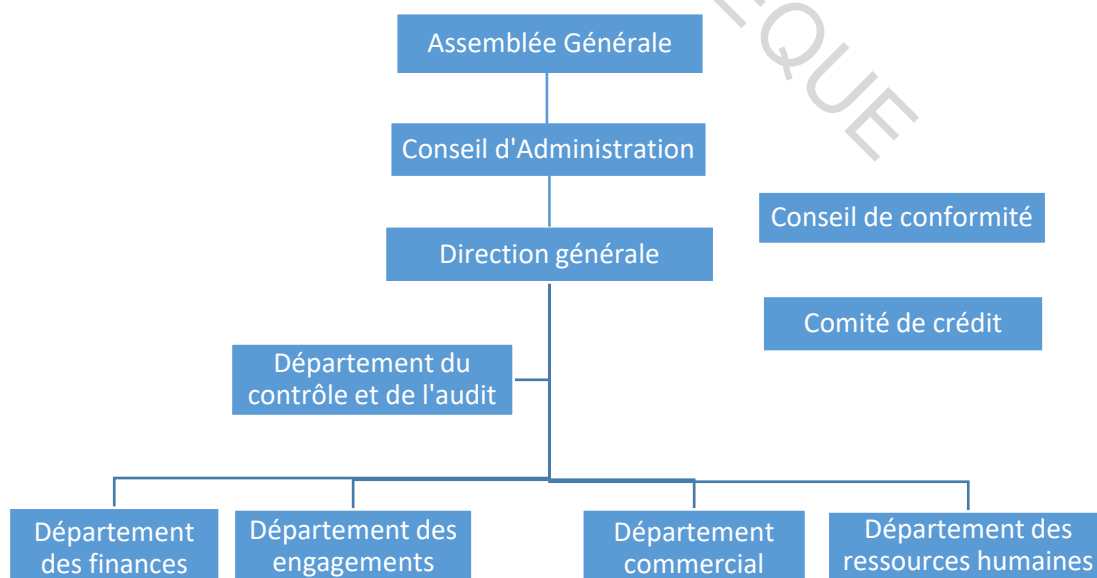 EQUE
Assemblée Générale
Conseil d'Administration
Conseil de conformité
Direction générale
Comité de crédit
Département du
contrôle et de l'audit
Département
des finances
Département des
engagements
Département
commercial
Département des
ressources humaines